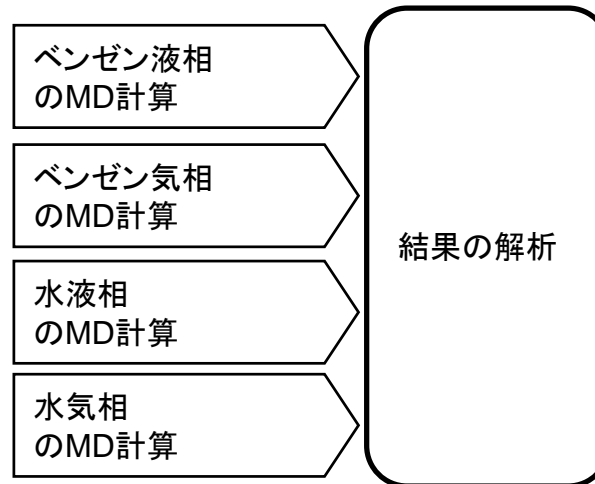 ベンゼン液相
のMD計算
ベンゼン気相
のMD計算
水液相
のMD計算
水気相
のMD計算
結果の解析